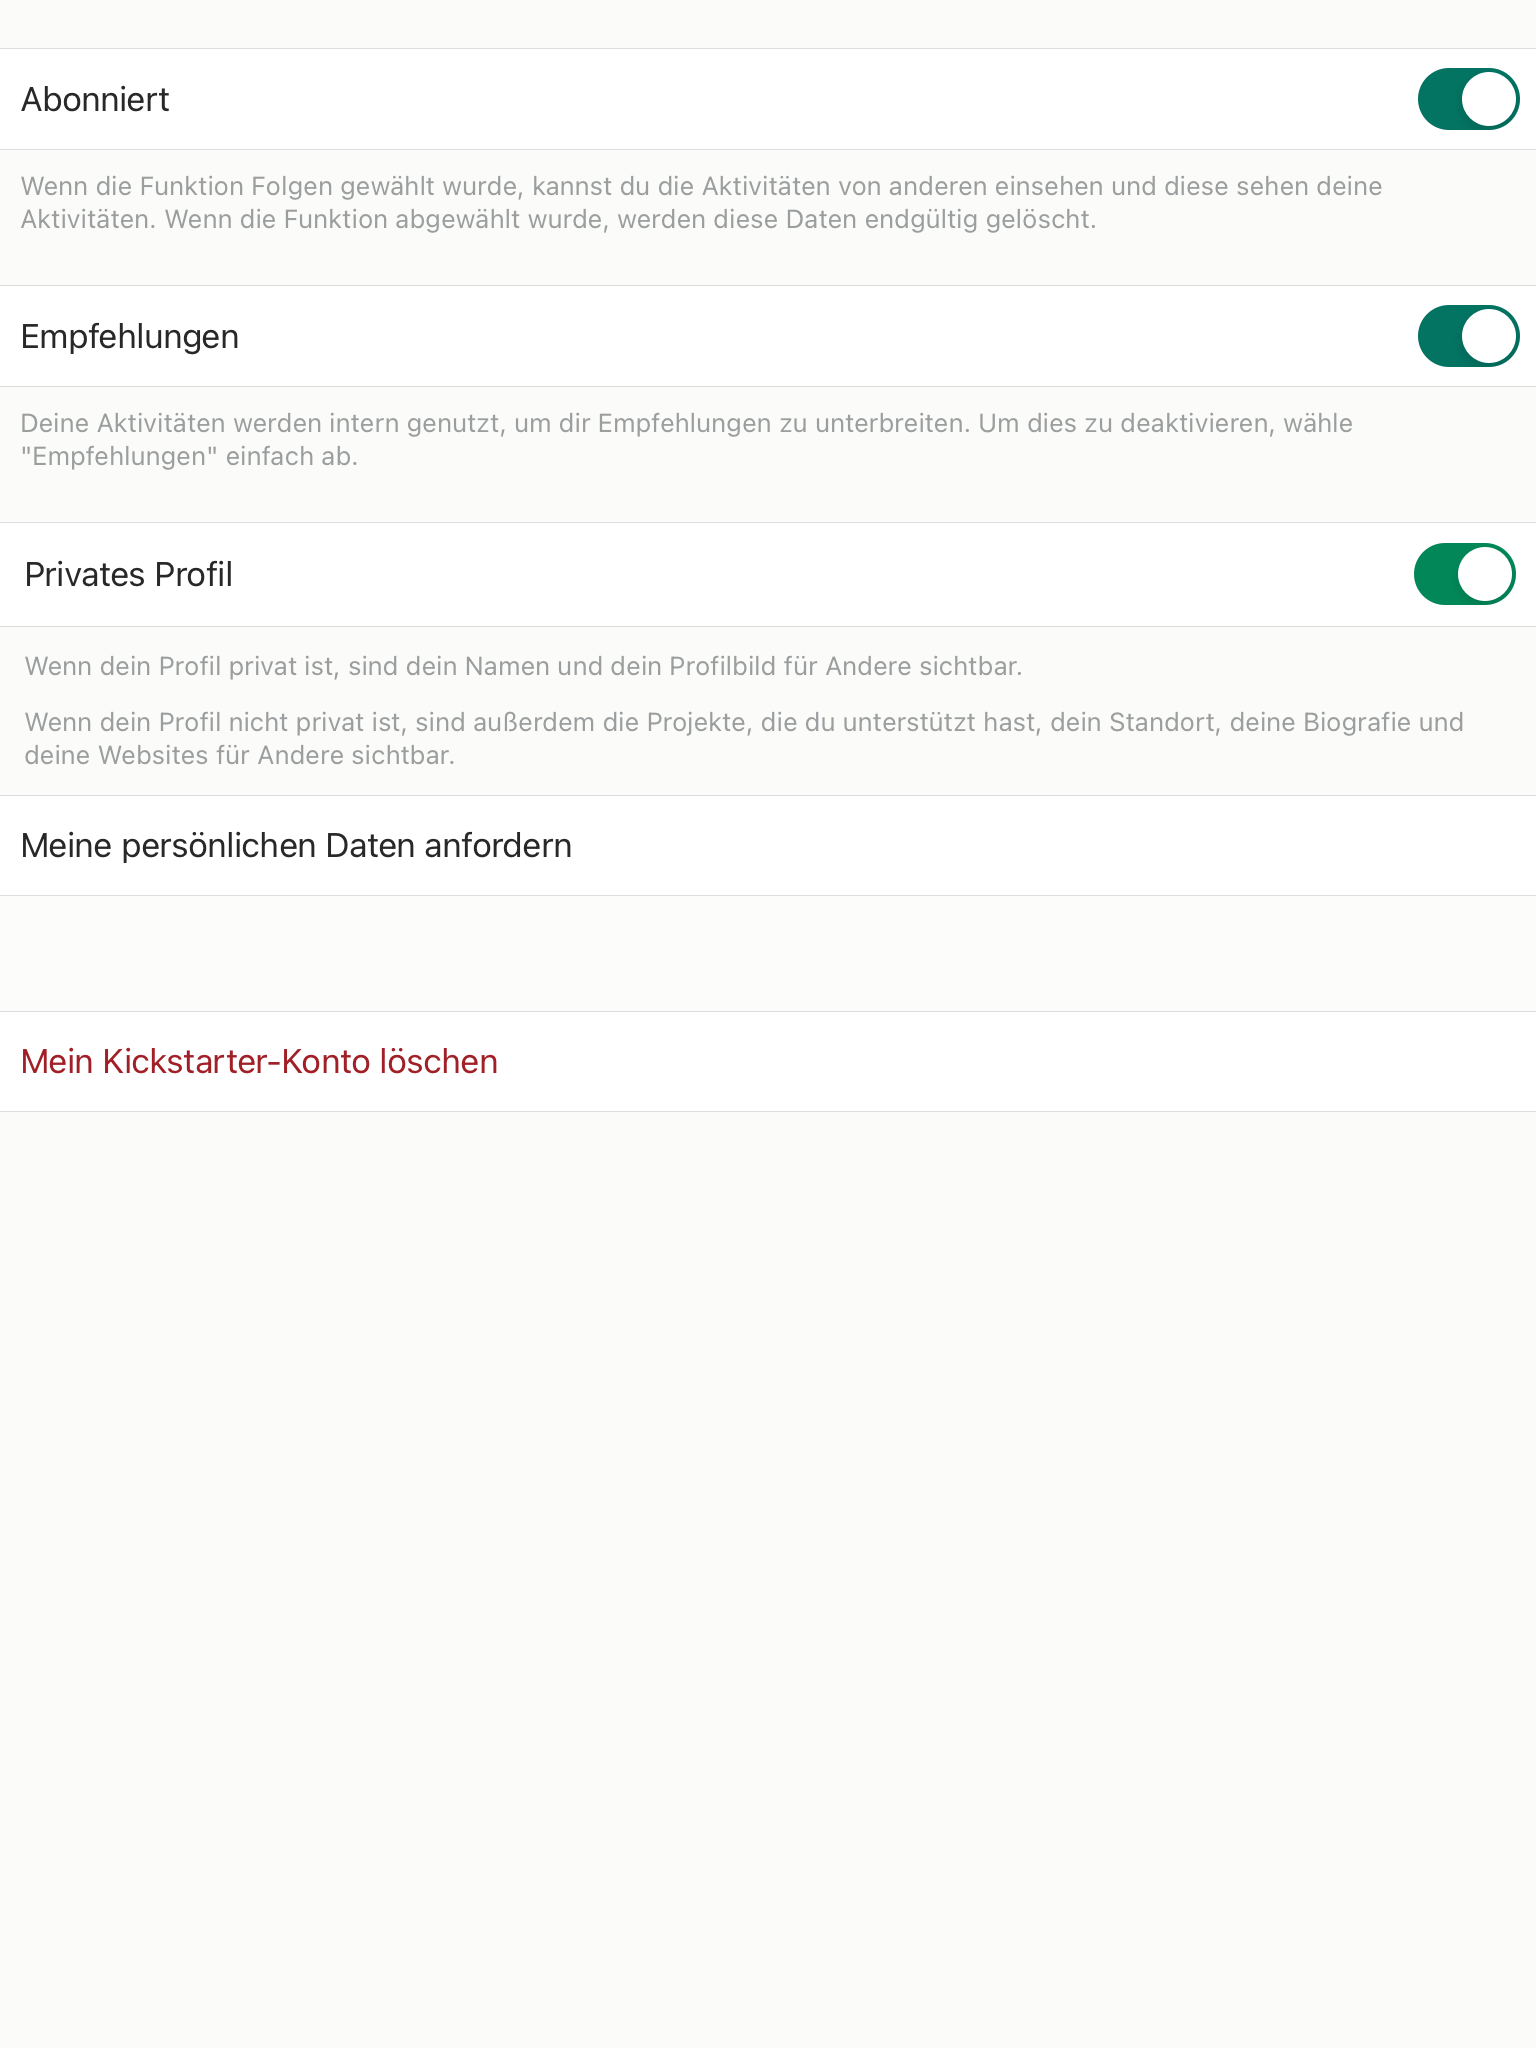 Abonniert
Wenn die Funktion Folgen gewählt wurde, kannst du die Aktivitäten von anderen einsehen und diese sehen deine
Aktivitäten. Wenn die Funktion abgewählt wurde, werden diese Daten endgültig gelöscht.
Empfehlungen
Deine Aktivitäten werden intern genutzt, um dir Empfehlungen zu unterbreiten. Um dies zu deaktivieren, wähle
"Empfehlungen" einfach ab.
Privates Profil
Wenn dein Profil privat ist, sind dein Namen und dein Profilbild für Andere sichtbar.
Wenn dein Profil nicht privat ist, sind außerdem die Projekte, die du unterstützt hast, dein Standort, deine Biografie und
deine Websites für Andere sichtbar.
Meine persönlichen Daten anfordern
Mein Kickstarter-Konto löschen